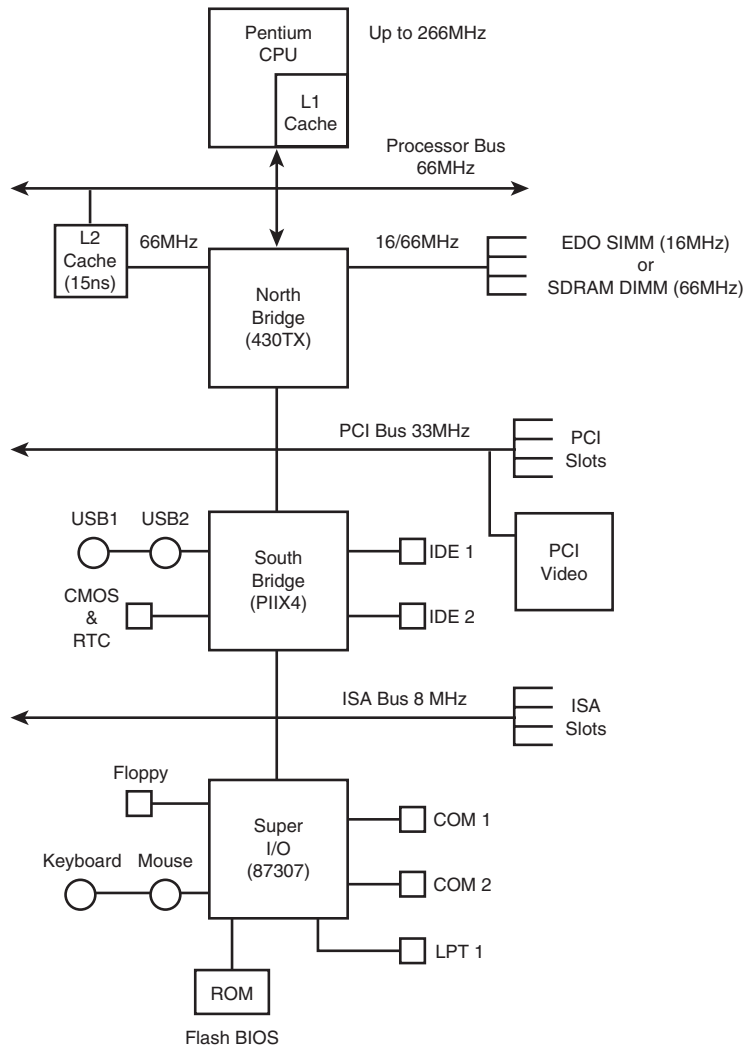 Pentium
CPU
Up to 266MHz
L1
Cache
Processor Bus
66MHz
L2
Cache
(15ns)
66MHz
16/66MHz
EDO SIMM (16MHz)
or
SDRAM DIMM (66MHz)
North
Bridge
(430TX)
PCI Bus 33MHz
PCI
Slots
USB1
USB2
South
Bridge
(PIIX4)
IDE 1
PCI
Video
CMOS
&
RTC
IDE 2
ISA Bus 8 MHz
ISA
Slots
Floppy
Super
I/O
(87307)
COM 1
Keyboard
Mouse
COM 2
LPT 1
ROM
Flash BIOS